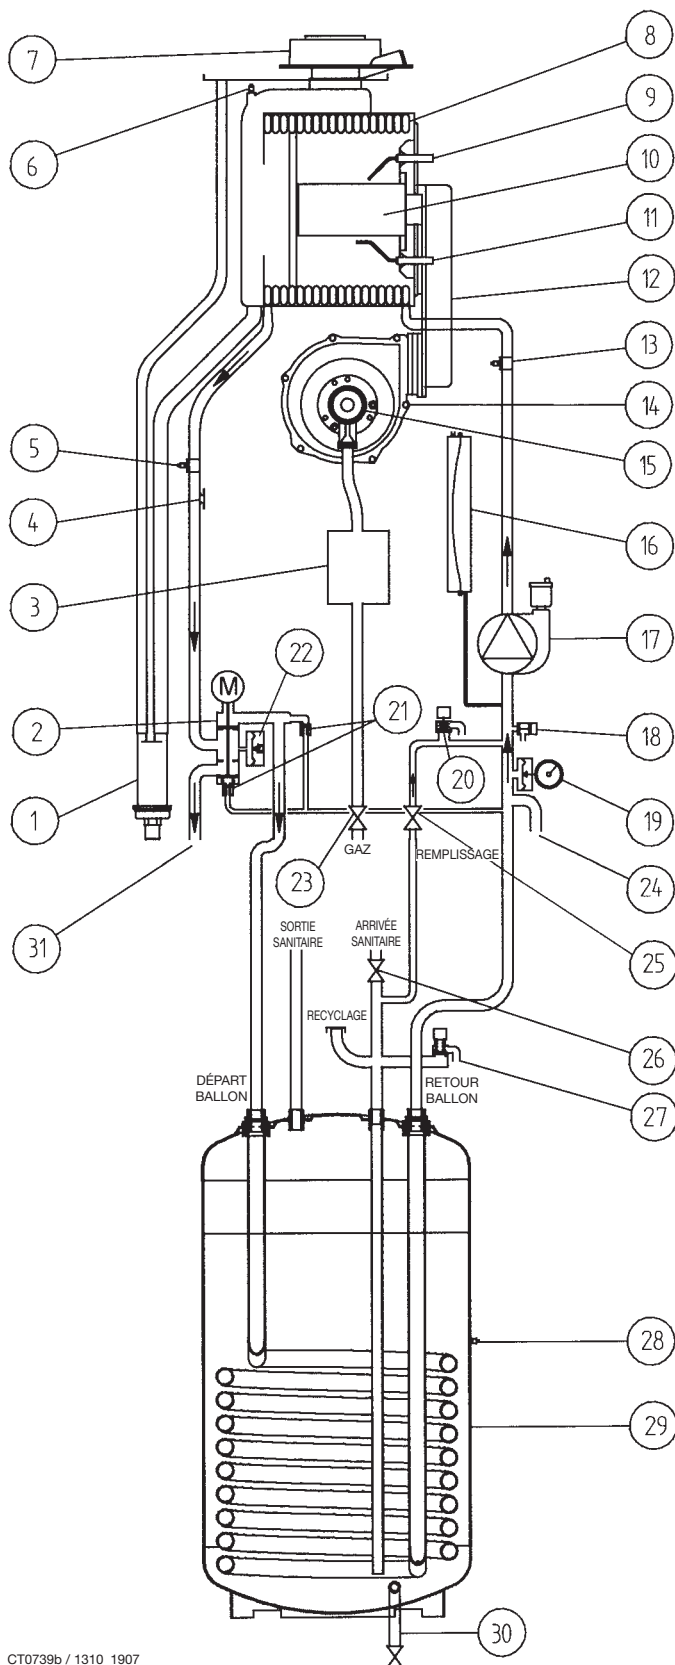 7
8
9
6
10
11
12
13
14
5
15
4
16
3
17
M
22
2
21
18
20
1
19
GAZ
REMPLISSAGE
23
24
31
SORTIE
SANITAIRE
ARRIVÉE
SANITAIRE
25
RECYCLAGE
26
DÉPART
BALLON
RETOUR
BALLON
27
28
29
30
CT0739b / 1310_1907